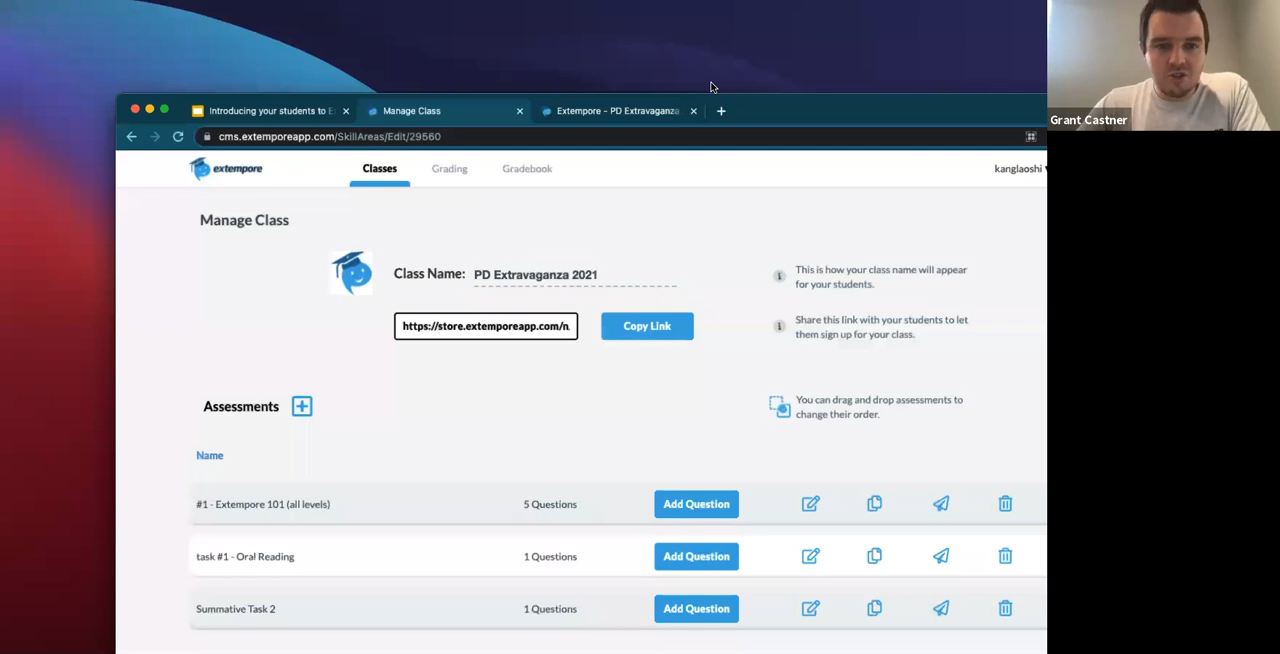 Introducing your students to E
Manage Class
Extempore - PD Extravaganza
cms.extemporeapp.com/SkillAreas/Edit/29560
Grant Castner
extempore
Classes
Grading
Gradebook
kanglaoshi
Manage Class
Class Name: PD Extravaganza 2021
This is how your class name will appear
for your students.
https://store.extemporeapp.com/n
Copy Link
Share this link with your students to let
them sign up for your class.
Assessments
You can drag and drop assessments to
change their order.
Name
#1 - Extempore 101 (all levels)
5 Questions
Add Question
task #1 - Oral Reading
1 Questions
Add Question
Summative Task 2
1 Questions
Add Question